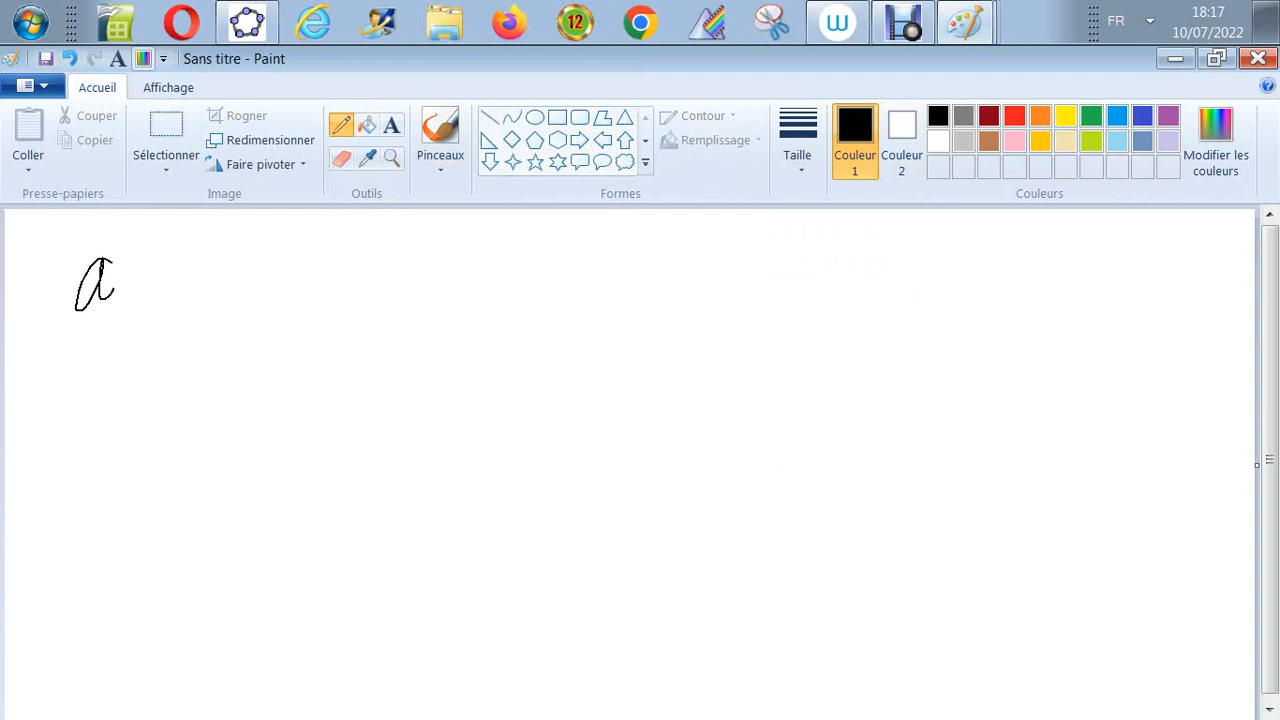 12 W FR 18:17
10/07/2022
Sans titre - Paint
Accueil Affichage
Coller Couper Copier
Presse-papiers
Sélectionner Rogner Redimensionner Faire pivoter
Image
A
Outils
Pinceaux
Contour Remplissage
Formes
Taille
Couleur 1 Couleur 2 Modifier les couleurs
Couleurs
a